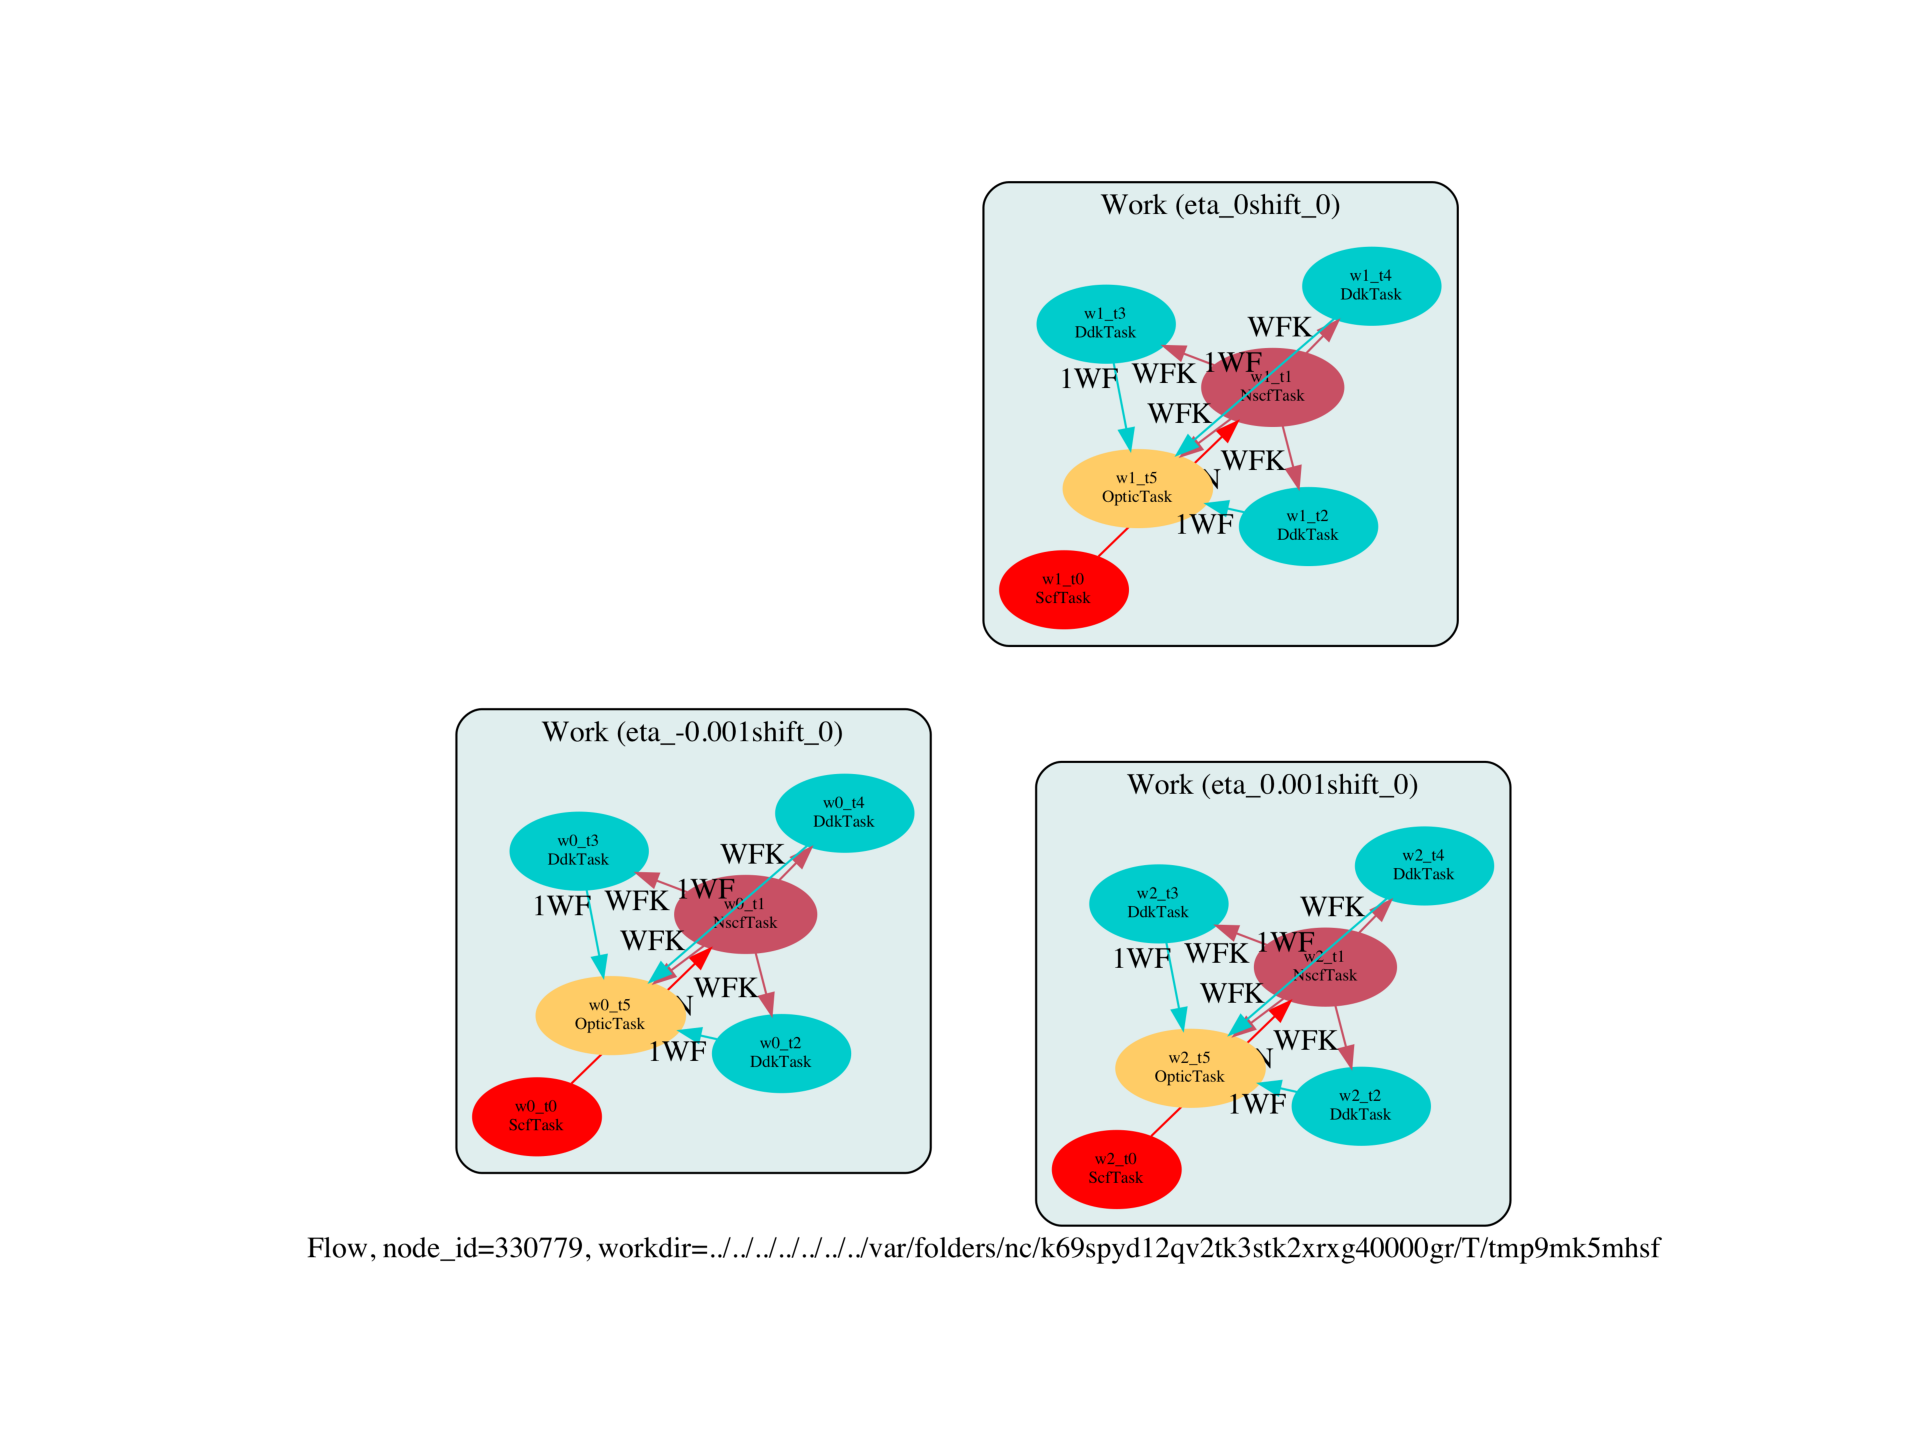 Work (eta_0shift_0)
w1_t4
DdkTask
w1_t3
DdkTask
WFK
1WF
WFK
1WF
w1_t1
NscfTask
WFK
WFK
N
w1_t5
OpticTask
1WF
w1_t2
DdkTask
w1_t0
ScfTask
Work (eta_-0.001shift_0)
w0_t4
DdkTask
w0_t3
DdkTask
WFK
1WF
WFK
1WF
w0_t1
NscfTask
WFK
WFK
N
w0_t5
OpticTask
1WF
w0_t2
DdkTask
w0_t0
ScfTask
Work (eta_0.001shift_0)
w2_t4
DdkTask
w2_t3
DdkTask
WFK
1WF
WFK
1WF
w2_t1
NscfTask
WFK
WFK
N
w2_t5
OpticTask
1WF
w2_t2
DdkTask
w2_t0
ScfTask
Flow, node_id=330779, workdir=../../../../../../../var/folders/nc/k69spyd12qv2tk3stk2xrxg40000gr/T/tmp9mk5mhsf